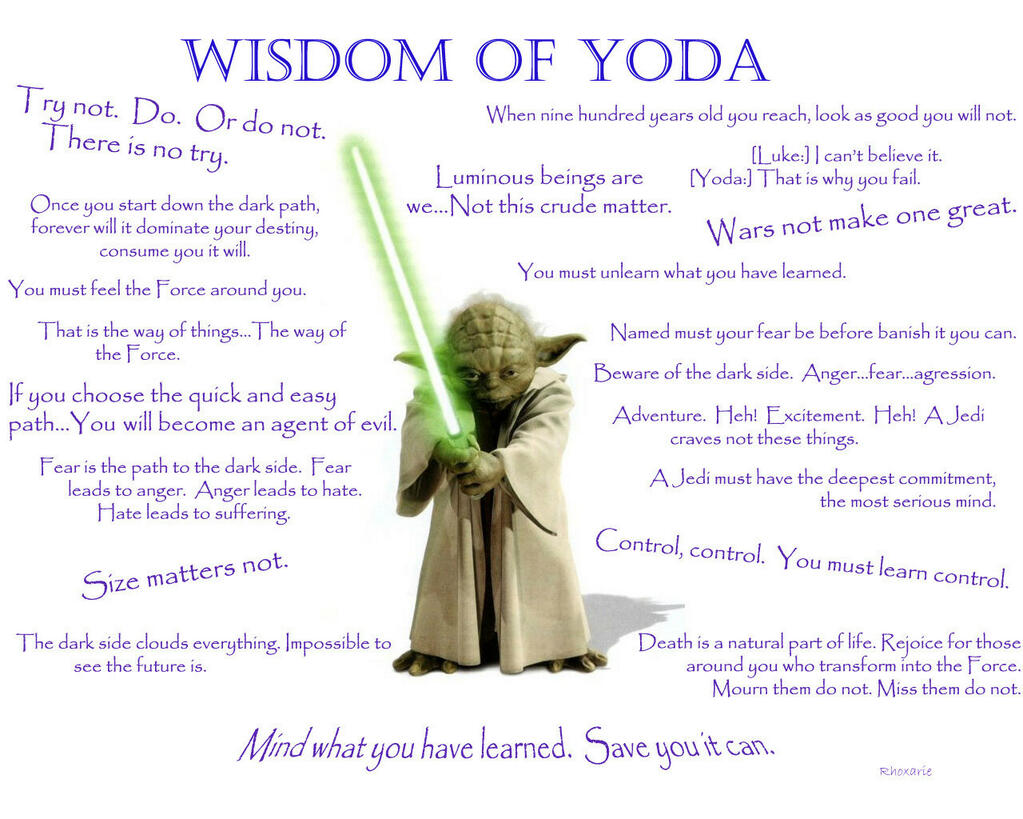 WISDOM OF YODA
Try not. Do. Or do not.
There is no try.
When nine hundred years old you reach, look as good you will not.
[Luke:] I can't believe it.
[Yoda:] That is why you fail.
Luminous beings are
we...Not this crude matter.
Once you start down the dark path,
forever will it dominate your destiny,
consume you it will.
Wars not make one great.
You must unlearn what you have learned.
You must feel the Force around you.
That is the way of things...The way of
the Force.
Named must your fear be before banish it you can.
Beware of the dark side. Anger...fear...agression.
If you choose the quick and easy
path...You will become an agent of evil.
Adventure. Heh! Excitement. Heh! A Jedi
craves not these things.
Fear is the path to the dark side. Fear
leads to anger. Anger leads to hate.
Hate leads to suffering.
A Jedi must have the deepest commitment,
the most serious mind.
Control, control. You must learn control.
Size matters not.
The dark side clouds everything. Impossible to
see the future is.
Death is a natural part of life. Rejoice for those
around you who transform into the Force.
Mourn them do not. Miss them do not.
Mind what you have learned. Save you it can.
Rhoxarie